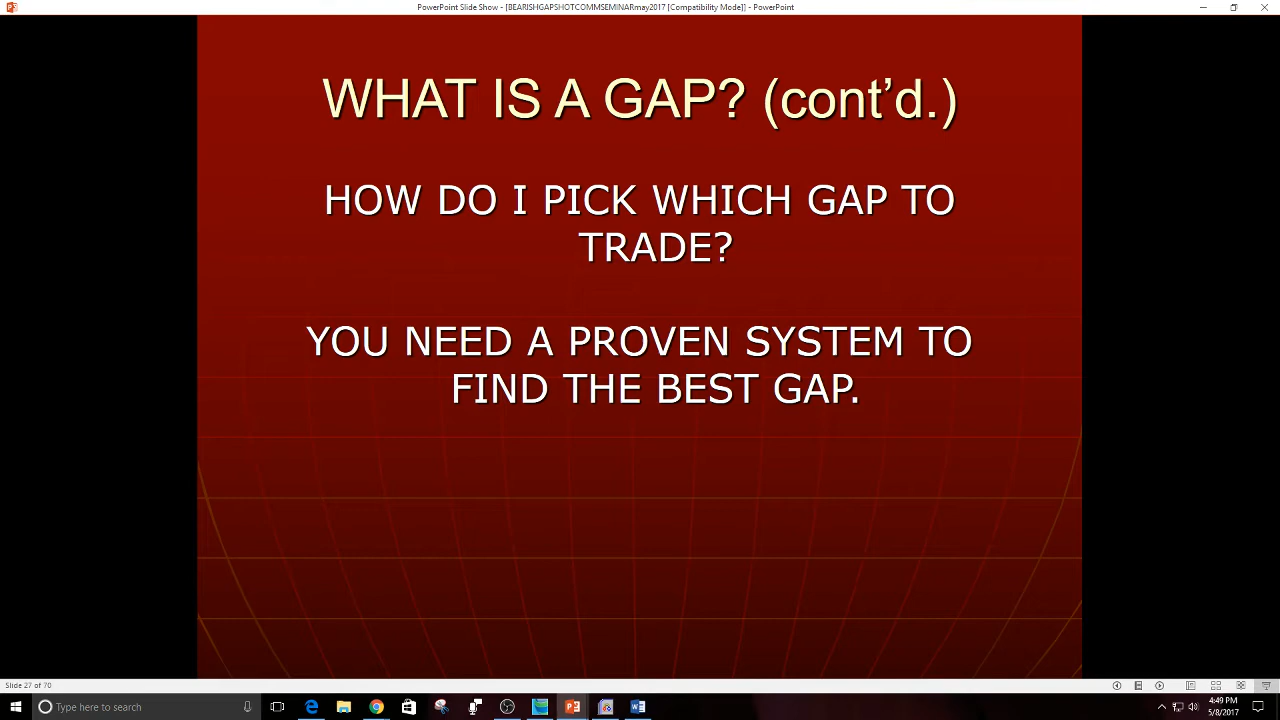 PowerPoint Slide Show - [BEARISHGAPSHOTCOMMSEMINARmay2017 [Compatibility Mode]] - PowerPoint
WHAT IS A GAP? (cont’d.)
HOW DO I PICK WHICH GAP TO
TRADE?
YOU NEED A PROVEN SYSTEM TO
FIND THE BEST GAP.
Slide 27 of 70
Type here to search
4:49 PM
5/8/2017